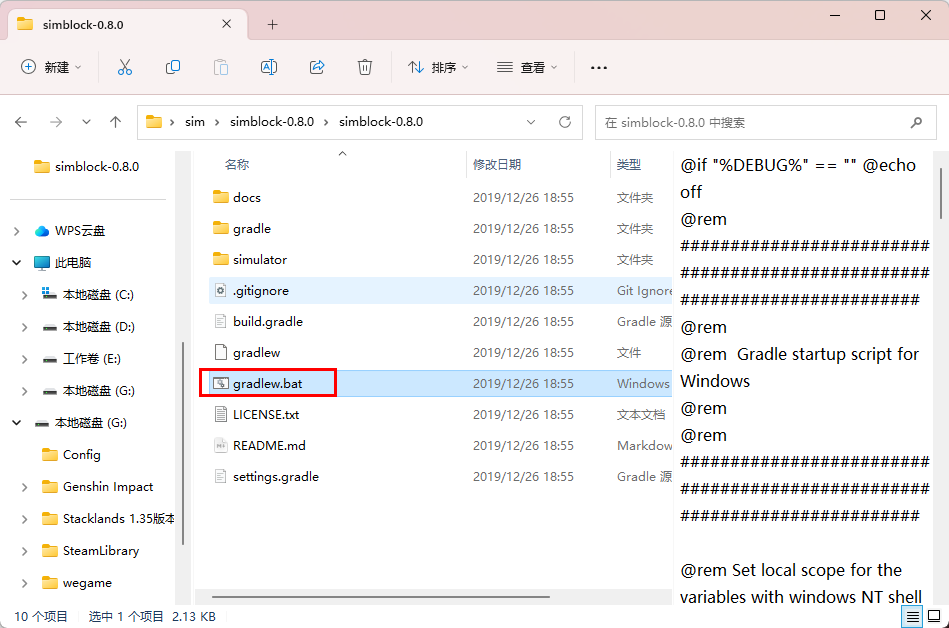 simblock-0.8.0
新建
排序
查看
sim
simblock-0.8.0
simblock-0.8.0
在 simblock-0.8.0 中搜索
simblock-0.8.0
WPS云盘
此电脑
本地磁盘 (C:)
本地磁盘 (D:)
工作卷 (E:)
本地磁盘 (G:)
本地磁盘 (G:)
Config
Genshin Impact
Stacklands 1.35版本
SteamLibrary
wegame
名称 修改日期 类型
docs 2019/12/26 18:55 文件夹
gradle 2019/12/26 18:55 文件夹
simulator 2019/12/26 18:55 文件夹
.gitignore 2019/12/26 18:55 Git Ignore
build.gradle 2019/12/26 18:55 Gradle 源
gradlew 2019/12/26 18:55 文件
gradlew.bat 2019/12/26 18:55 Windows
LICENSE.txt 2019/12/26 18:55 文本文档
README.md 2019/12/26 18:55 Markdow
settings.gradle 2019/12/26 18:55 Gradle 源
@if "%DEBUG%" == "" @echo
off
@rem
#########################
#########################
########################
@rem
@rem  Gradle startup script for
Windows
@rem
@rem
#########################
#########################
########################
@rem Set local scope for the
variables with windows NT shell
10 个项目 选中 1 个项目 2.13 KB